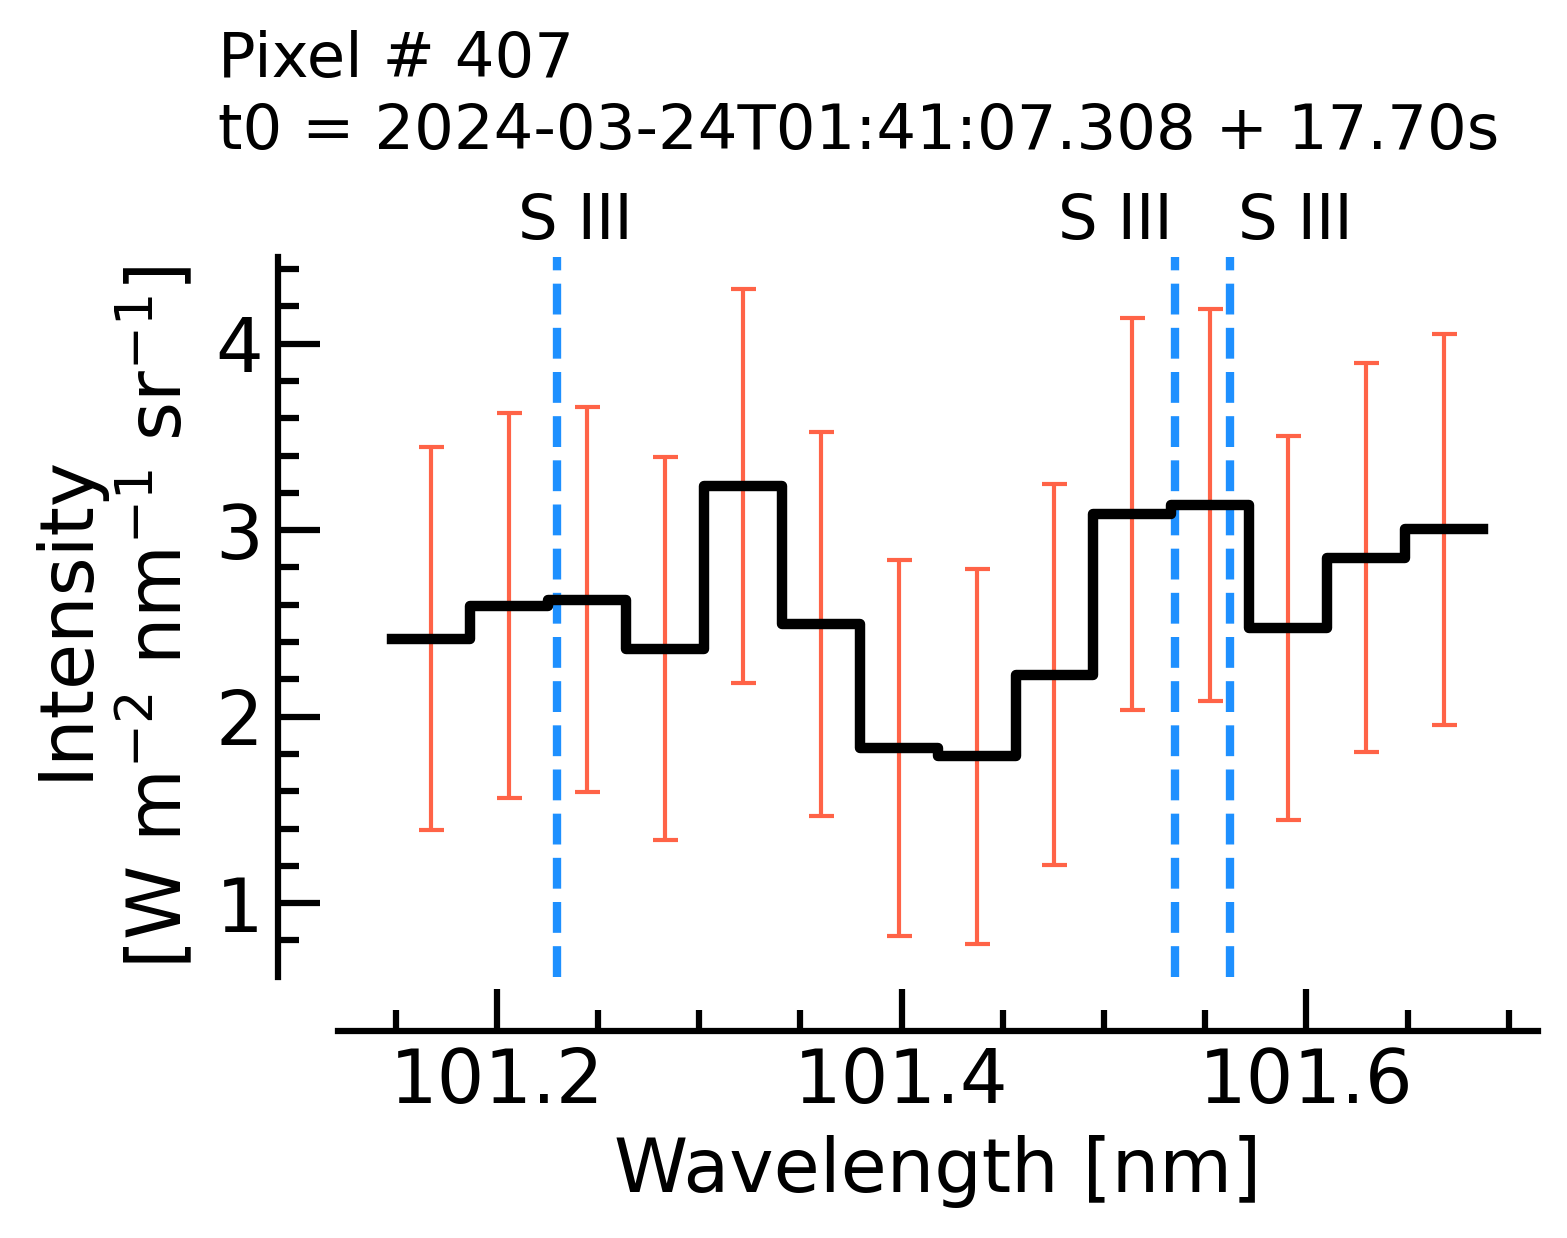 Pixel # 407
t0 = 2024-03-24T01:41:07.308 + 17.70s
S III S III S III
Intensity
[W m⁻² nm⁻¹ sr⁻¹]
4
3
2
1
101.2 101.4 101.6
Wavelength [nm]